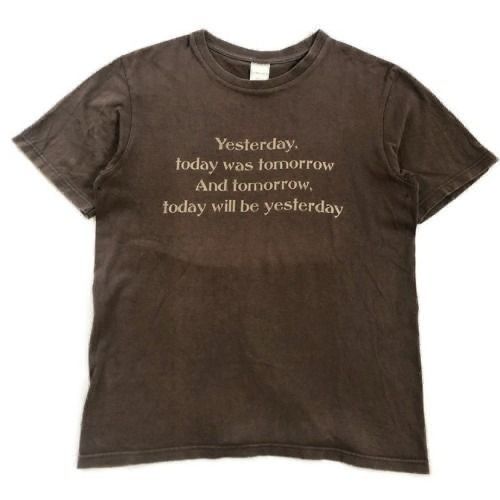 Yesterday,
today was tomorrow
And tomorrow,
today will be yesterday